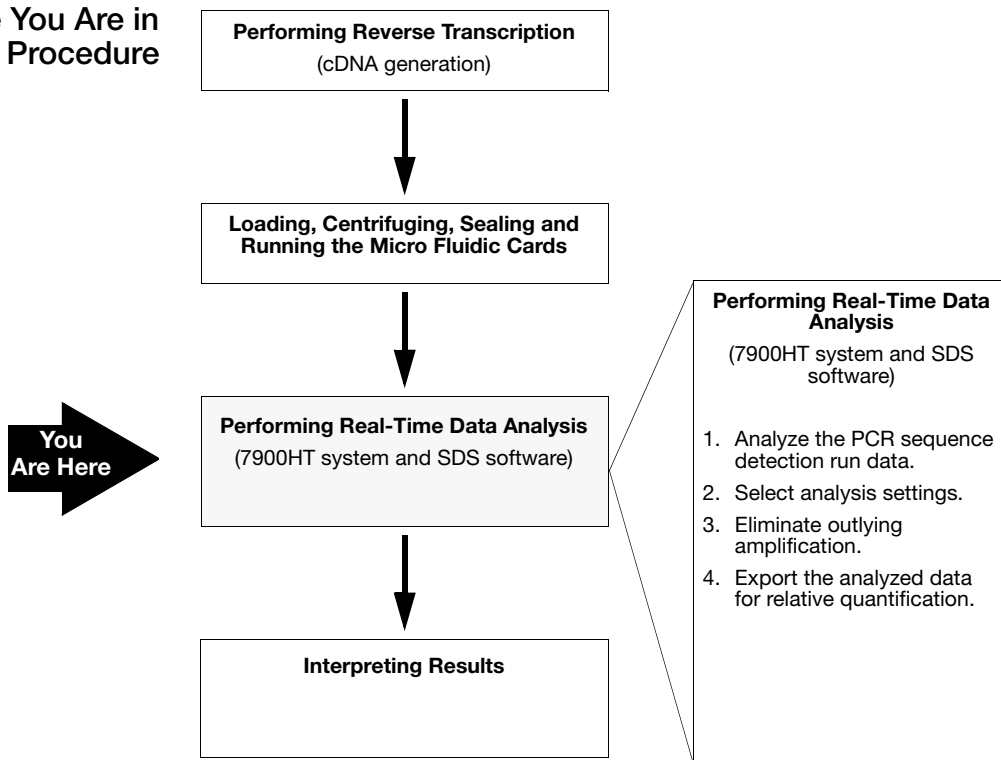 You Are in
Procedure
Performing Reverse Transcription
(cDNA generation)
Loading, Centrifuging, Sealing and
Running the Micro Fluidic Cards
You
Are Here
Performing Real-Time Data Analysis
(7900HT system and SDS software)
Interpreting Results
Performing Real-Time Data
Analysis
(7900HT system and SDS
software)
1. Analyze the PCR sequence
detection run data.
2. Select analysis settings.
3. Eliminate outlying
amplification.
4. Export the analyzed data
for relative quantification.